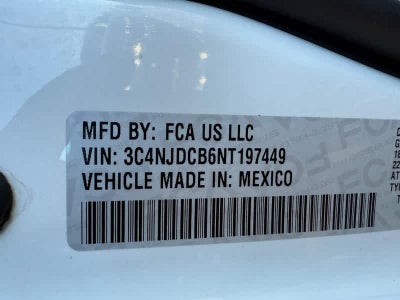 MFD BY: FCA US LLC
VIN: 3C4NJDCB6NT197449
VEHICLE MADE IN: MEXICO